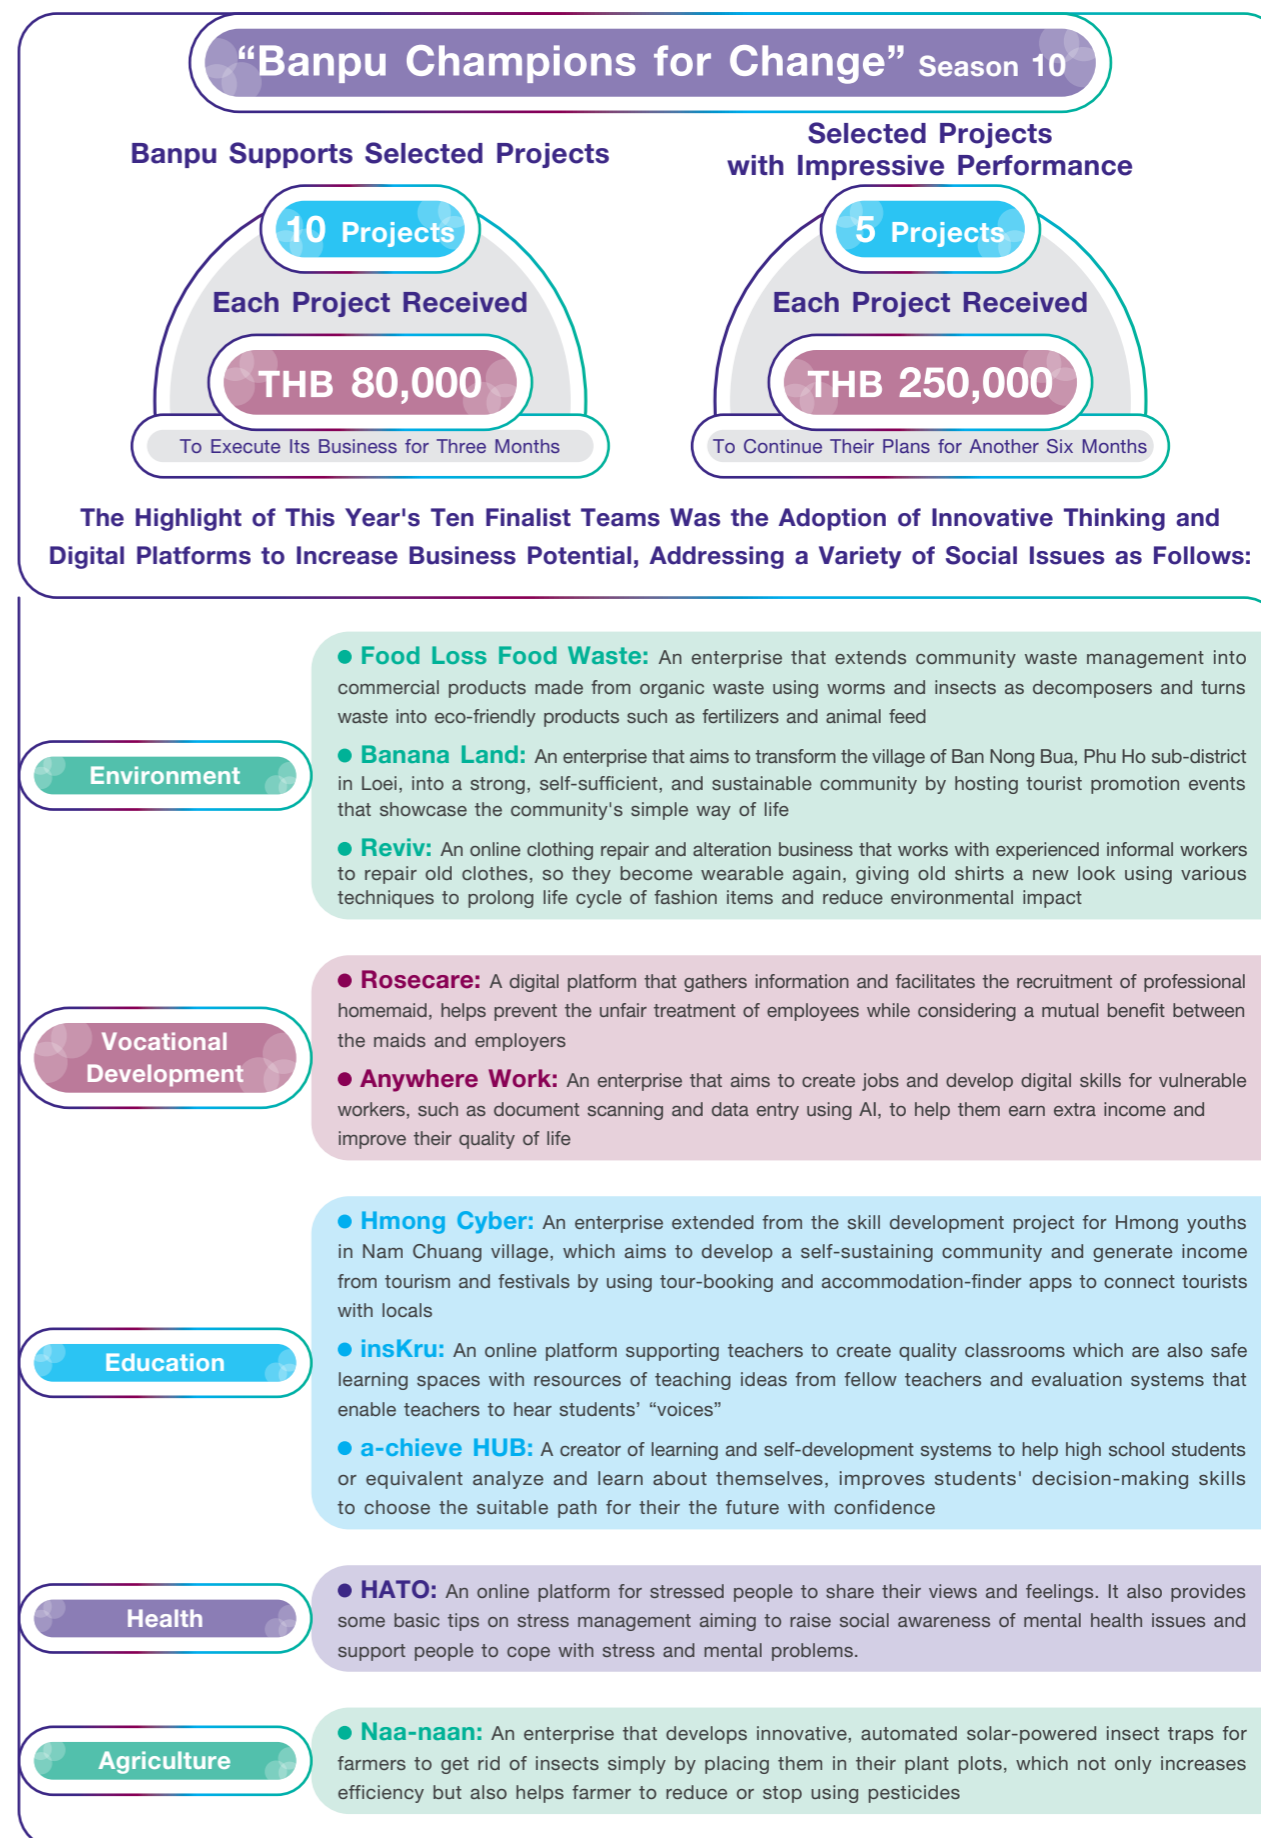 “Banpu Champions for Change” Season 10
Banpu Supports Selected Projects
10 Projects
Each Project Received
THB 80,000
To Execute Its Business for Three Months
Selected Projects
with Impressive Performance
5 Projects
Each Project Received
THB 250,000
To Continue Their Plans for Another Six Months
The Highlight of This Year's Ten Finalist Teams Was the Adoption of Innovative Thinking and
Digital Platforms to Increase Business Potential, Addressing a Variety of Social Issues as Follows:
Environment
● Food Loss Food Waste: An enterprise that extends community waste management into
commercial products made from organic waste using worms and insects as decomposers and turns
waste into eco-friendly products such as fertilizers and animal feed
● Banana Land: An enterprise that aims to transform the village of Ban Nong Bua, Phu Ho sub-district
in Loei, into a strong, self-sufficient, and sustainable community by hosting tourist promotion events
that showcase the community's simple way of life
● Reviv: An online clothing repair and alteration business that works with experienced informal workers
to repair old clothes, so they become wearable again, giving old shirts a new look using various
techniques to prolong life cycle of fashion items and reduce environmental impact
Vocational
Development
● Rosecare: A digital platform that gathers information and facilitates the recruitment of professional
homemaid, helps prevent the unfair treatment of employees while considering a mutual benefit between
the maids and employers
● Anywhere Work: An enterprise that aims to create jobs and develop digital skills for vulnerable
workers, such as document scanning and data entry using AI, to help them earn extra income and
improve their quality of life
Education
● Hmong Cyber: An enterprise extended from the skill development project for Hmong youths
in Nam Chuang village, which aims to develop a self-sustaining community and generate income
from tourism and festivals by using tour-booking and accommodation-finder apps to connect tourists
with locals
● insKru: An online platform supporting teachers to create quality classrooms which are also safe
learning spaces with resources of teaching ideas from fellow teachers and evaluation systems that
enable teachers to hear students’ “voices”
● a-chieve HUB: A creator of learning and self-development systems to help high school students
or equivalent analyze and learn about themselves, improves students' decision-making skills
to choose the suitable path for their the future with confidence
Health
● HATO: An online platform for stressed people to share their views and feelings. It also provides
some basic tips on stress management aiming to raise social awareness of mental health issues and
support people to cope with stress and mental problems.
Agriculture
● Naa-naan: An enterprise that develops innovative, automated solar-powered insect traps for
farmers to get rid of insects simply by placing them in their plant plots, which not only increases
efficiency but also helps farmer to reduce or stop using pesticides